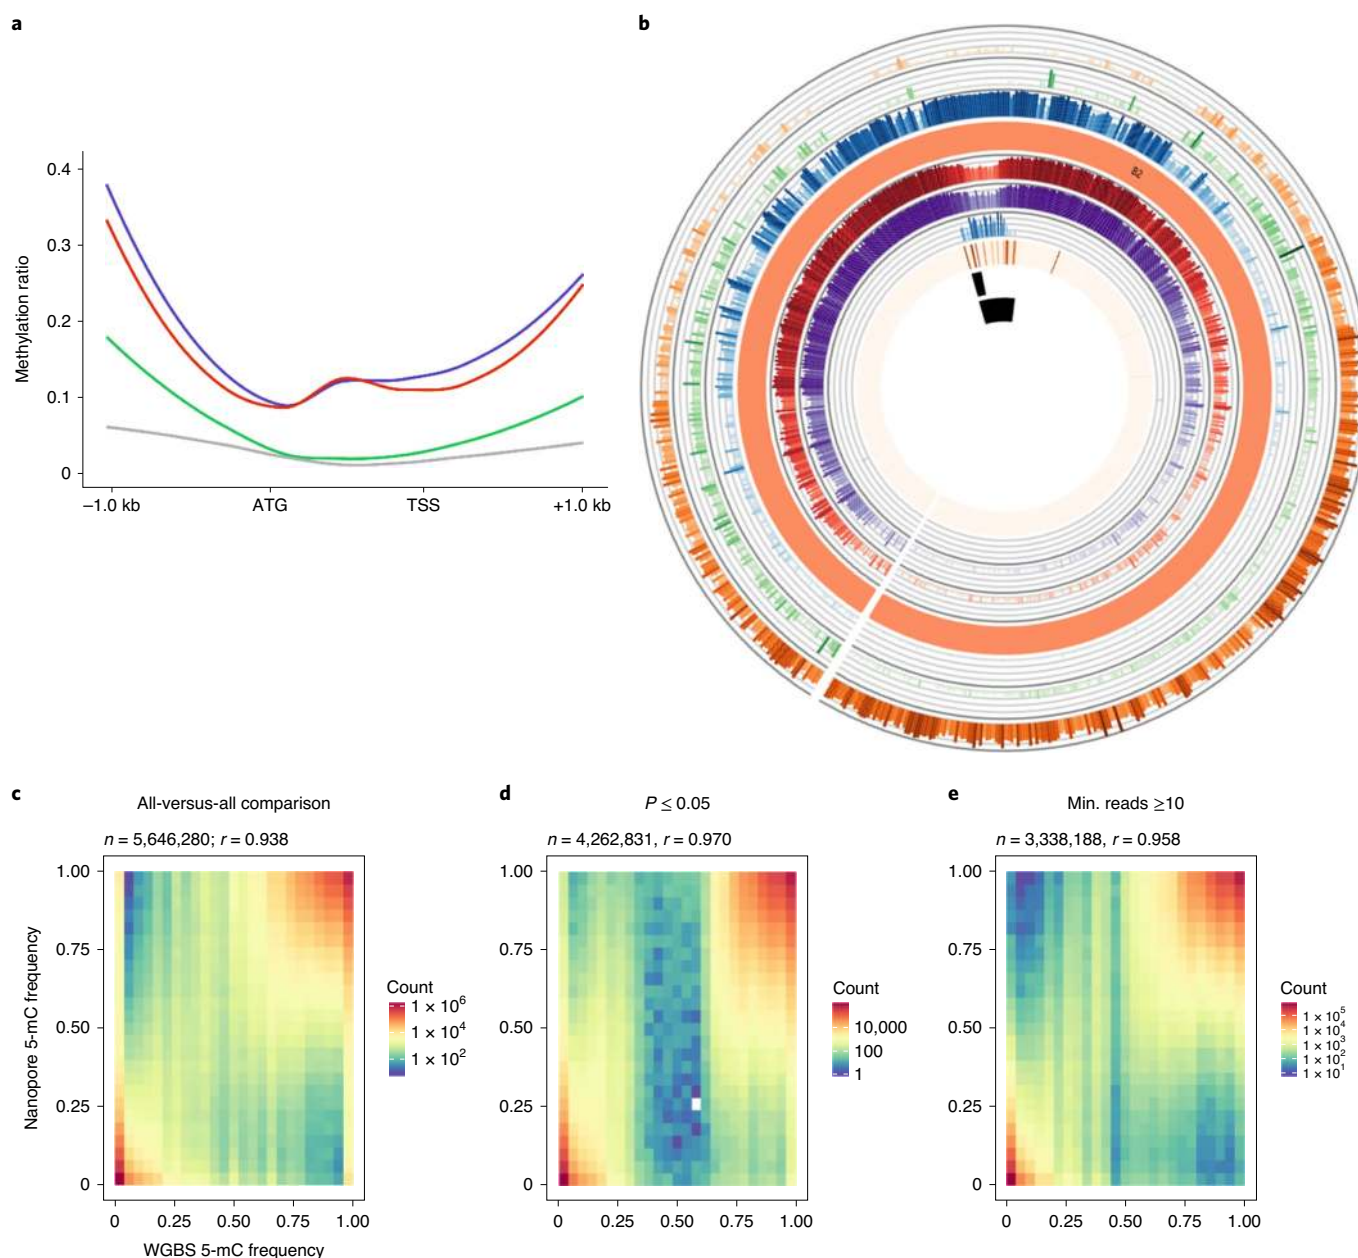 a
b
0.4
0.3
0.2
0.1
0
Methylation ratio
−1.0 kb
ATG
TSS
+1.0 kb
B2
c
All-versus-all comparison
n = 5,646,280; r = 0.938
1.00
0.75
0.50
0.25
0
Nanopore 5-mC frequency
0
0.25
0.50
0.75
1.00
WGBS 5-mC frequency
Count
1 × 10⁶
1 × 10⁴
1 × 10²
d
P ≤ 0.05
n = 4,262,831, r = 0.970
1.00
0.75
0.50
0.25
0
0
0.25
0.50
0.75
1.00
Count
10,000
100
1
e
Min. reads ≥10
n = 3,338,188, r = 0.958
1.00
0.75
0.50
0.25
0
0
0.25
0.50
0.75
1.00
Count
1 × 10⁵
1 × 10⁴
1 × 10³
1 × 10²
1 × 10¹